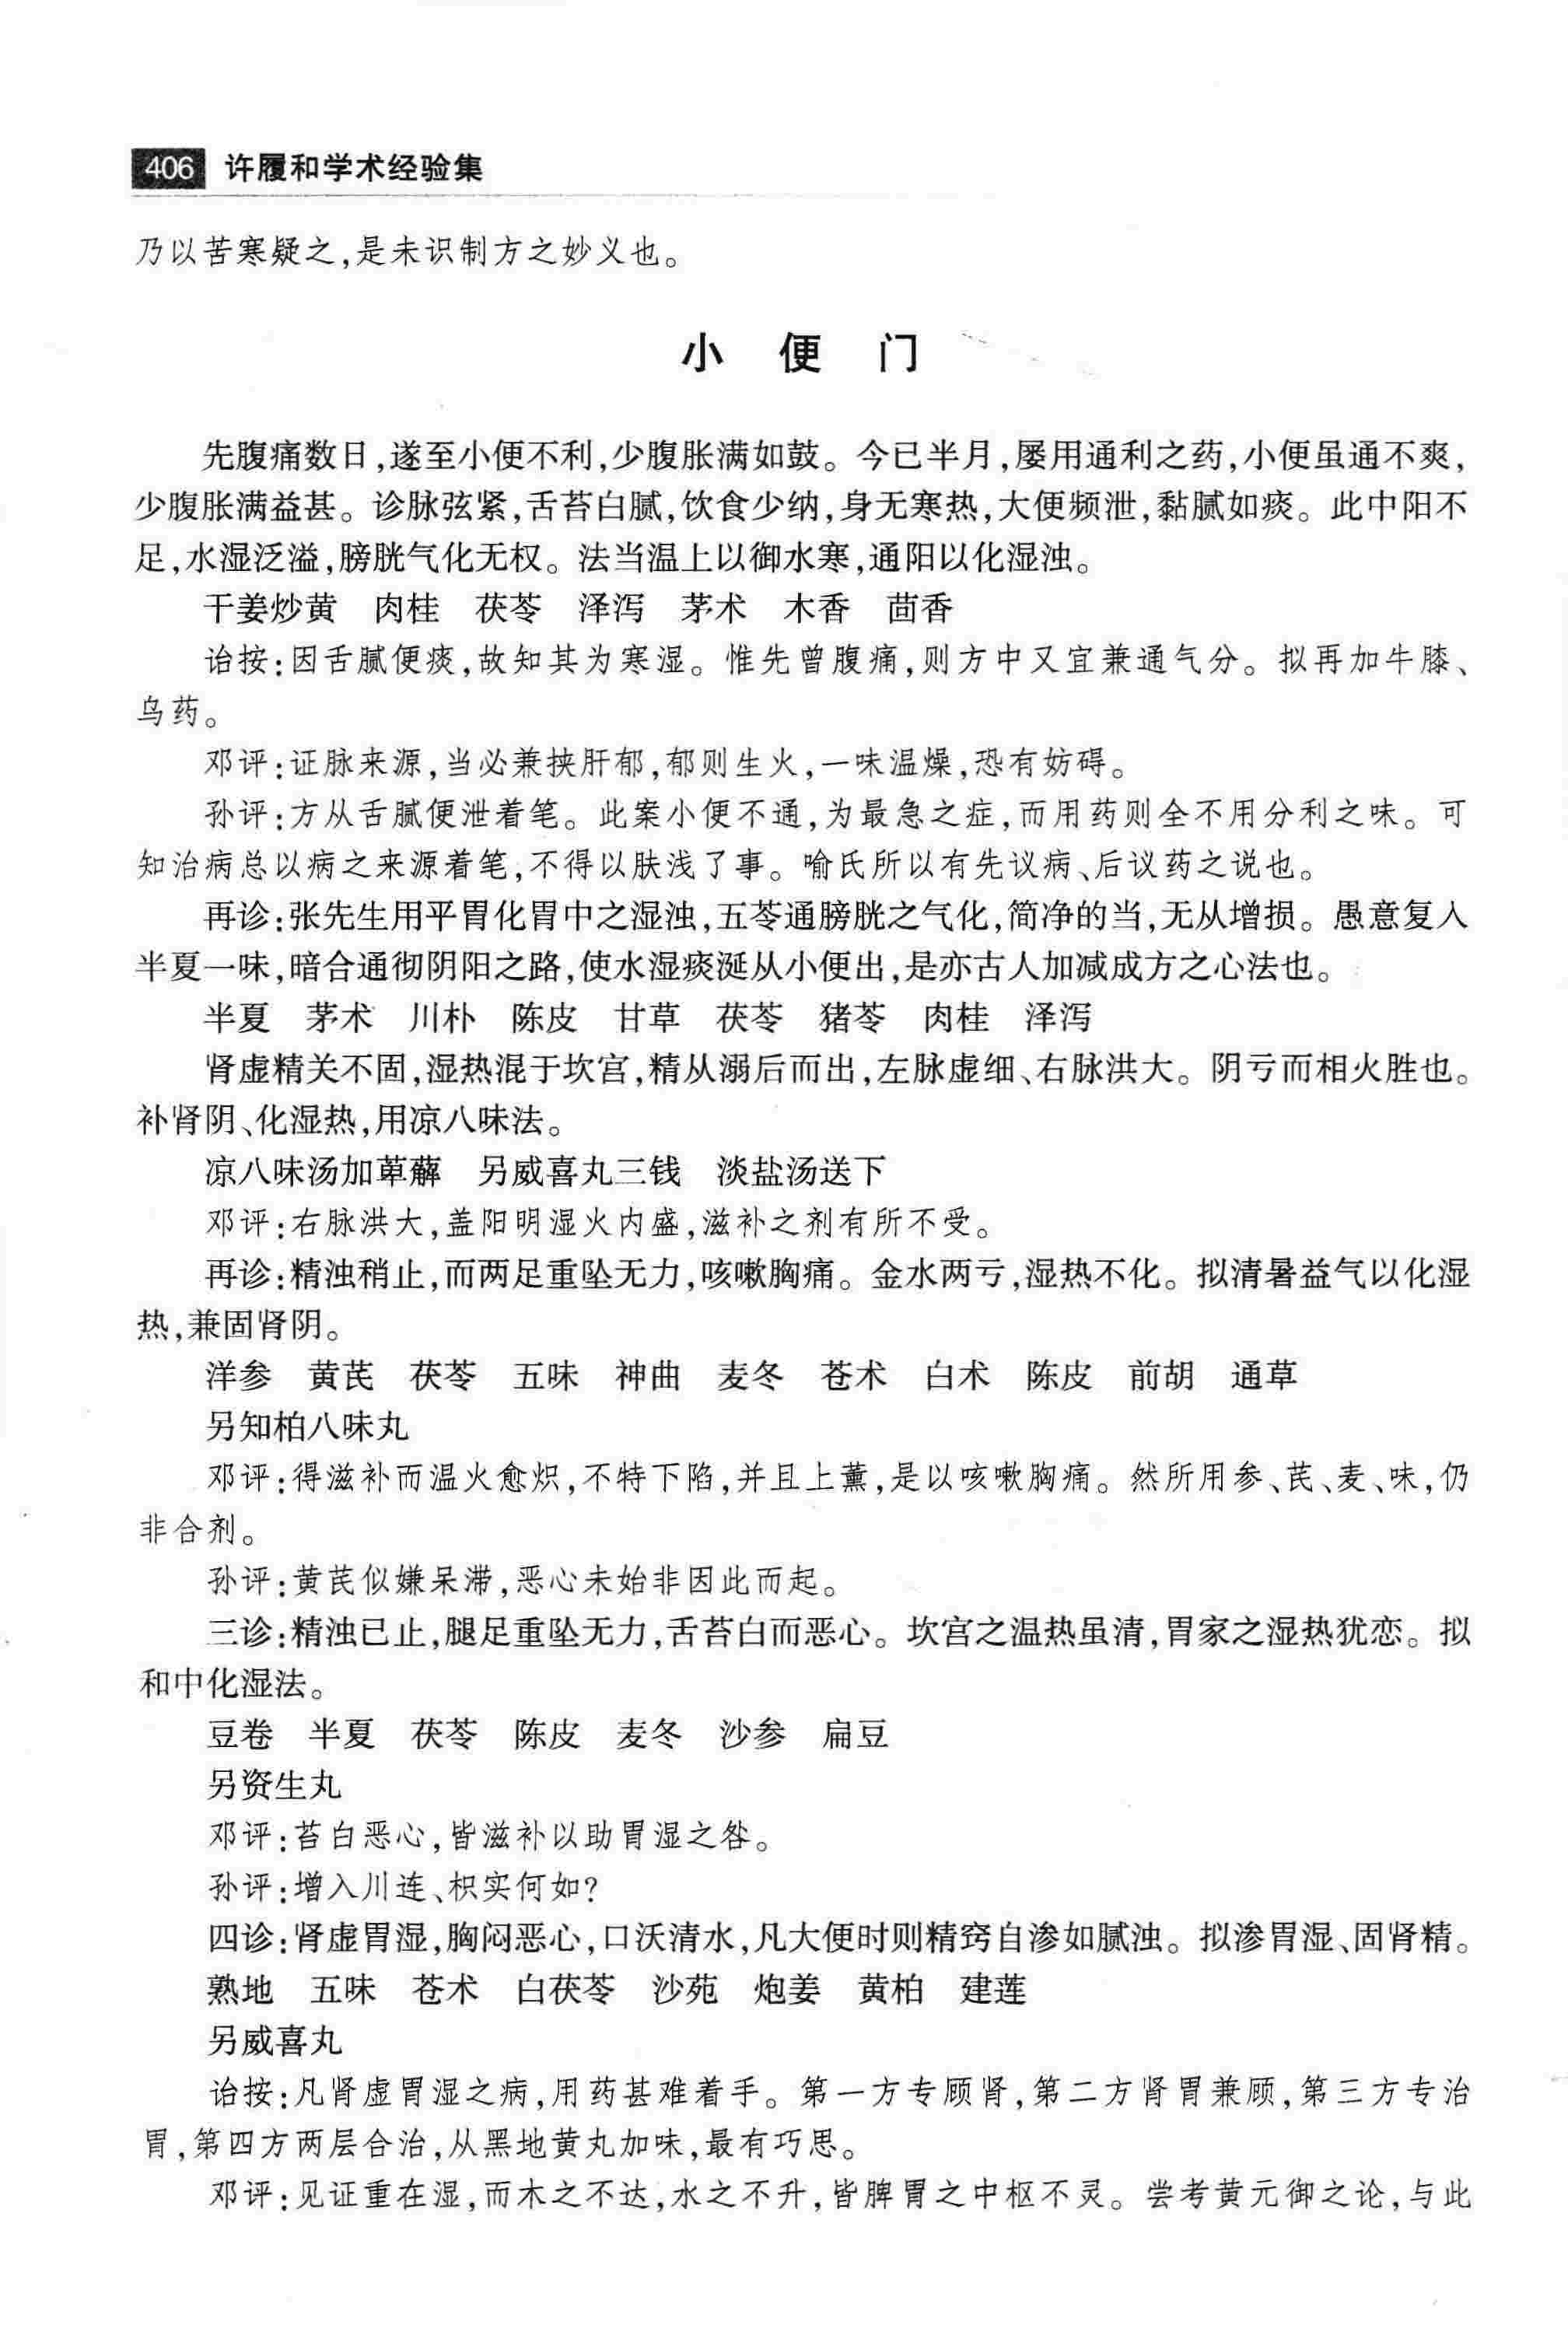 406 许履和学术经验集
乃以苦寒疑之,是未识制方之妙义也。
小 便 门
先腹痛数日,遂至小便不利,少腹胀满如鼓。今已半月,屡用通利之药,小便虽通不爽,
少腹胀满益甚。诊脉弦紧,舌苔白腻,饮食少纳,身无寒热,大便频泄,黏腻如痰。此中阳不
足,水湿泛溢,膀胱气化无权。法当温上以御水寒,通阳以化湿浊。
干姜炒黄 肉桂 茯苓 泽泻 茅术 木香 茴香
诒按:因舌腻便痰,故知其为寒湿。惟先曾腹痛,则方中又宜兼通气分。拟再加牛膝、
乌药。
邓评:证脉来源,当必兼挟肝郁,郁则生火,一味温燥,恐有妨碍。
孙评:方从舌腻便泄着笔。此案小便不通,为最急之症,而用药则全不用分利之味。可
知治病总以病之来源着笔,不得以肤浅了事。喻氏所以有先议病、后议药之说也。
再诊:张先生用平胃化胃中之湿浊,五苓通膀胱之气化,简净的当,无从增损。愚意复入
半夏一味,暗合通彻阴阳之路,使水湿痰涎从小便出,是亦古人加减成方之心法也。
半夏 茅术 川朴 陈皮 甘草 茯苓 猪苓 肉桂 泽泻
肾虚精关不固,湿热混于坎宫,精从溺后而出,左脉虚细、右脉洪大。阴亏而相火胜也。
补肾阴、化湿热,用凉八味法。
凉八味汤加萆薢 另威喜丸三钱 淡盐汤送下
邓评:右脉洪大,盖阳明湿火内盛,滋补之剂有所不受。
再诊:精浊稍止,而两足重坠无力,咳嗽胸痛。金水两亏,湿热不化。拟清暑益气以化湿
热,兼固肾阴。
洋参 黄芪 茯苓 五味 神曲 麦冬 苍术 白术 陈皮 前胡 通草
另知柏八味丸
邓评:得滋补而温火愈炽,不特下陷,并且上薰,是以咳嗽胸痛。然所用参、芪、麦、味,仍
非合剂。
孙评:黄芪似嫌呆滞,恶心未始非因此而起。
三诊:精浊已止,腿足重坠无力,舌苔白而恶心。坎宫之温热虽清,胃家之湿热犹恋。拟
和中化湿法。
豆卷 半夏 茯苓 陈皮 麦冬 沙参 扁豆
另资生丸
邓评:苔白恶心,皆滋补以助胃湿之咎。
孙评:增入川连、枳实何如?
四诊:肾虚胃湿,胸闷恶心,口沃清水,凡大便时则精窍自渗如腻浊。拟渗胃湿、固肾精。
熟地 五味 苍术 白茯苓 沙苑 炮姜 黄柏 建莲
另威喜丸
诒按:凡肾虚胃湿之病,用药甚难着手。第一方专顾肾,第二方肾胃兼顾,第三方专治
胃,第四方两层合治,从黑地黄丸加味,最有巧思。
邓评:见证重在湿,而木之不达,水之不升,皆脾胃之中枢不灵。尝考黄元御之论,与此